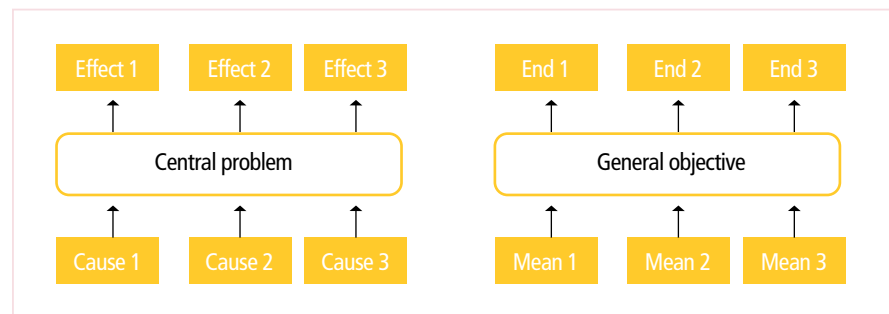 Effect 1 Effect 2 Effect 3
Central problem
Cause 1 Cause 2 Cause 3
End 1 End 2 End 3
General objective
Mean 1 Mean 2 Mean 3